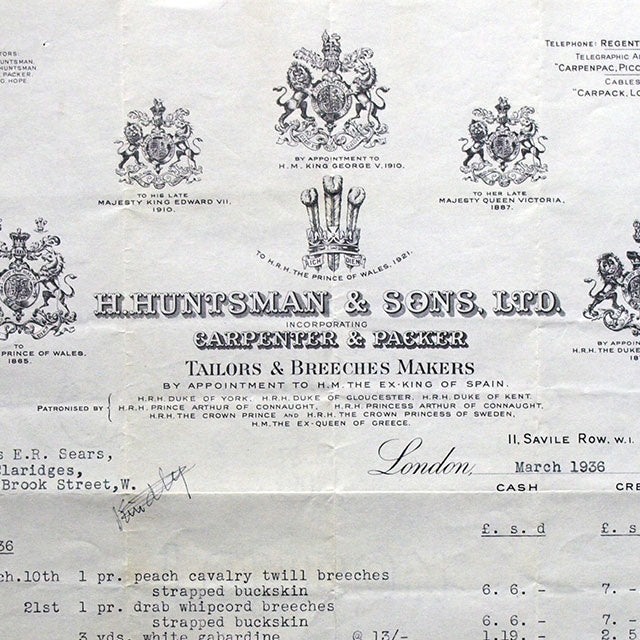 TORS:
HUNTSMAN.
HUNTSMAN
PACKER.
O. HOPE.
TELEPHONE: REGENT
TELEGRAPHIC
"CARPENPAC, PICC
CABLES
"CARPACK, LO
BY APPOINTMENT TO
H.M. KING GEORGE V, 1910.
TO HIS LATE
MAJESTY KING EDWARD VII.
1910.
TO HER LATE
MAJESTY QUEEN VICTORIA,
1887.
TO H.R.H. THE PRINCE OF WALES, 1921.
TO
PRINCE OF WALES.
1865.
BY APPOIN
H.R.H. THE DUKE
H. HUNTSMAN & SONS, LTD.
INCORPORATING
CARPENTER & PACKER
TAILORS & BREECHES MAKERS
BY APPOINTMENT TO H.M. THE EX-KING OF SPAIN.
PATRONISED BY
H.R.H. DUKE OF YORK, H.R.H. DUKE OF GLOUCESTER, H.R.H. DUKE OF KENT.
H.R.H. PRINCE ARTHUR OF CONNAUGHT, H.R.H. PRINCESS ARTHUR OF CONNAUGHT,
H.R.H. THE CROWN PRINCE AND H.R.H. THE CROWN PRINCESS OF SWEDEN,
H.M. THE EX-QUEEN OF GREECE.
11, SAVILE ROW, W.1.
s E.R. Sears,
Claridges,
Brook Street, W.
London, March 1936
Kindly
CASH CRE
£. s. d £. s
36
ch.10th 1 pr. peach cavalry twill breeches
strapped buckskin 6. 6. - 7. -
21st 1 pr. drab whipcord breeches
strapped buckskin 6. 6. - 7. -
3 yds. white gabardine @ 13/- 1.19. - 2. 5